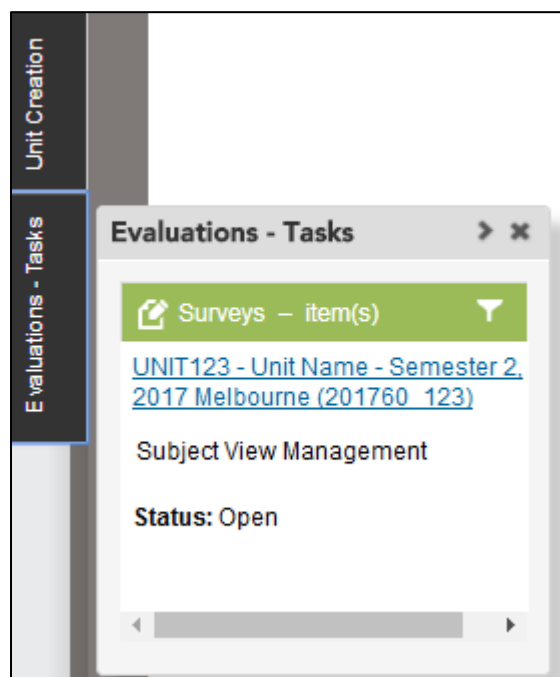 Unit Creation
Evaluations - Tasks
Evaluations - Tasks
Surveys – item(s)
UNIT123 - Unit Name - Semester 2,
2017 Melbourne (201760_123)
Subject View Management
Status: Open